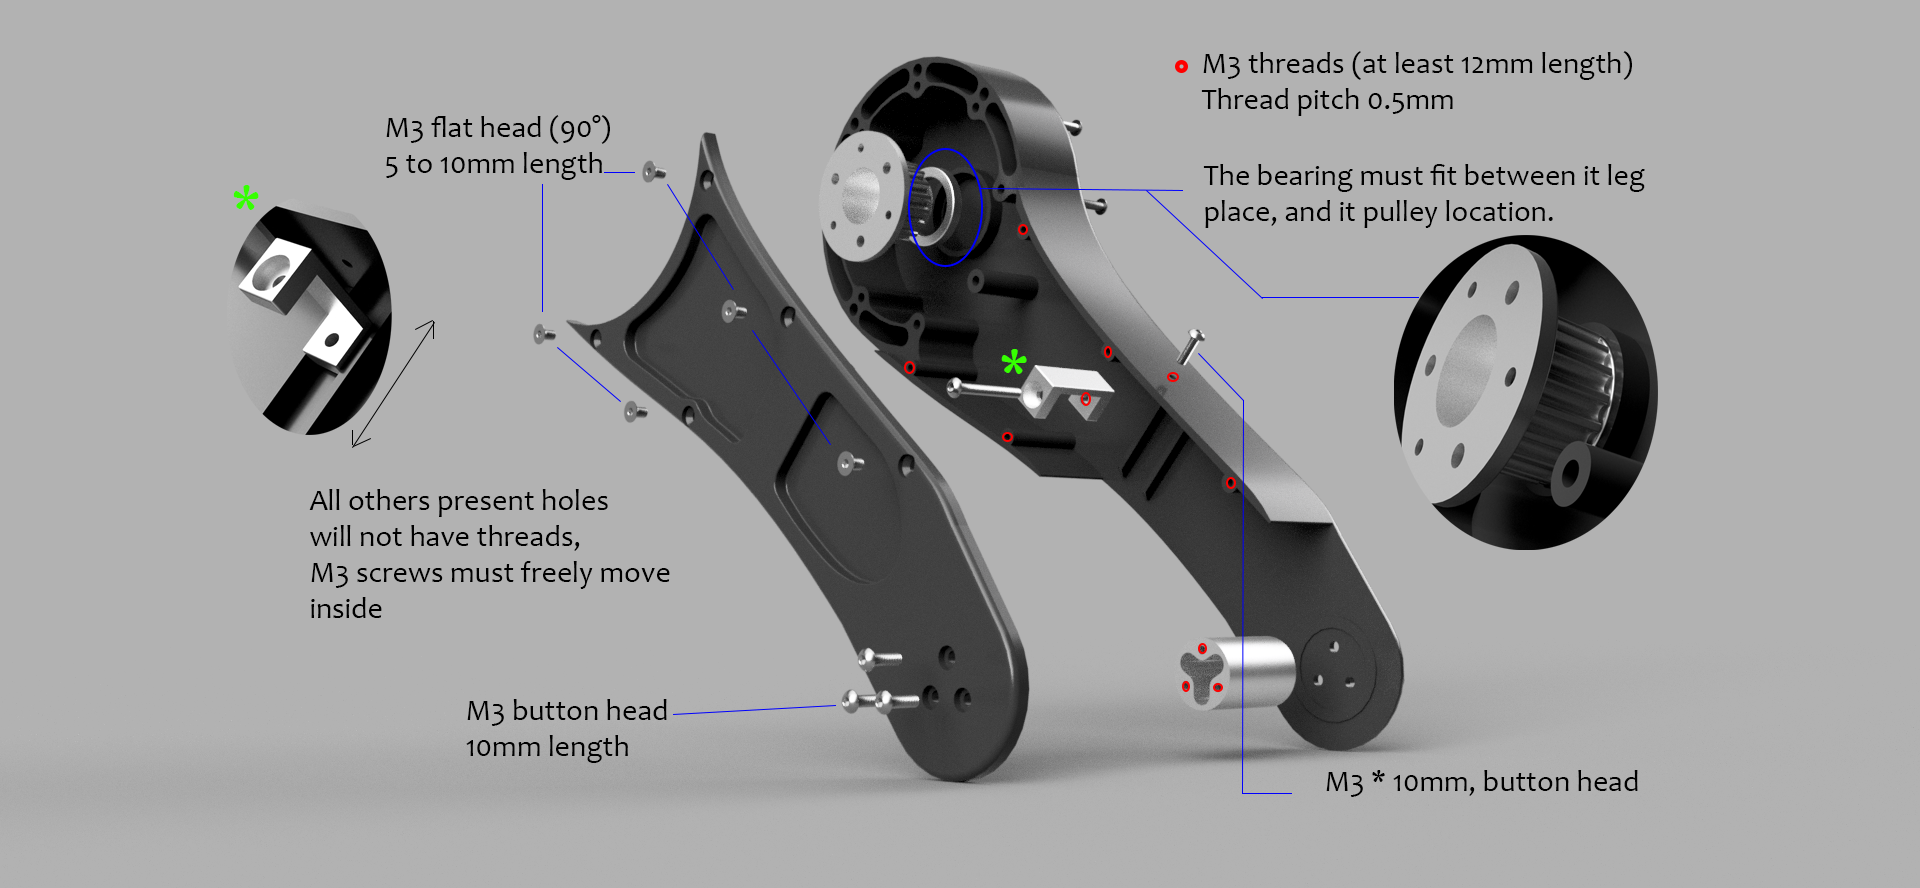 M3 threads (at least 12mm length)
Thread pitch 0.5mm
M3 flat head (90°)
5 to 10mm length
The bearing must fit between it leg
place, and it pulley location.
*
*
All others present holes
will not have threads,
M3 screws must freely move
inside
M3 button head
10mm length
M3 * 10mm, button head